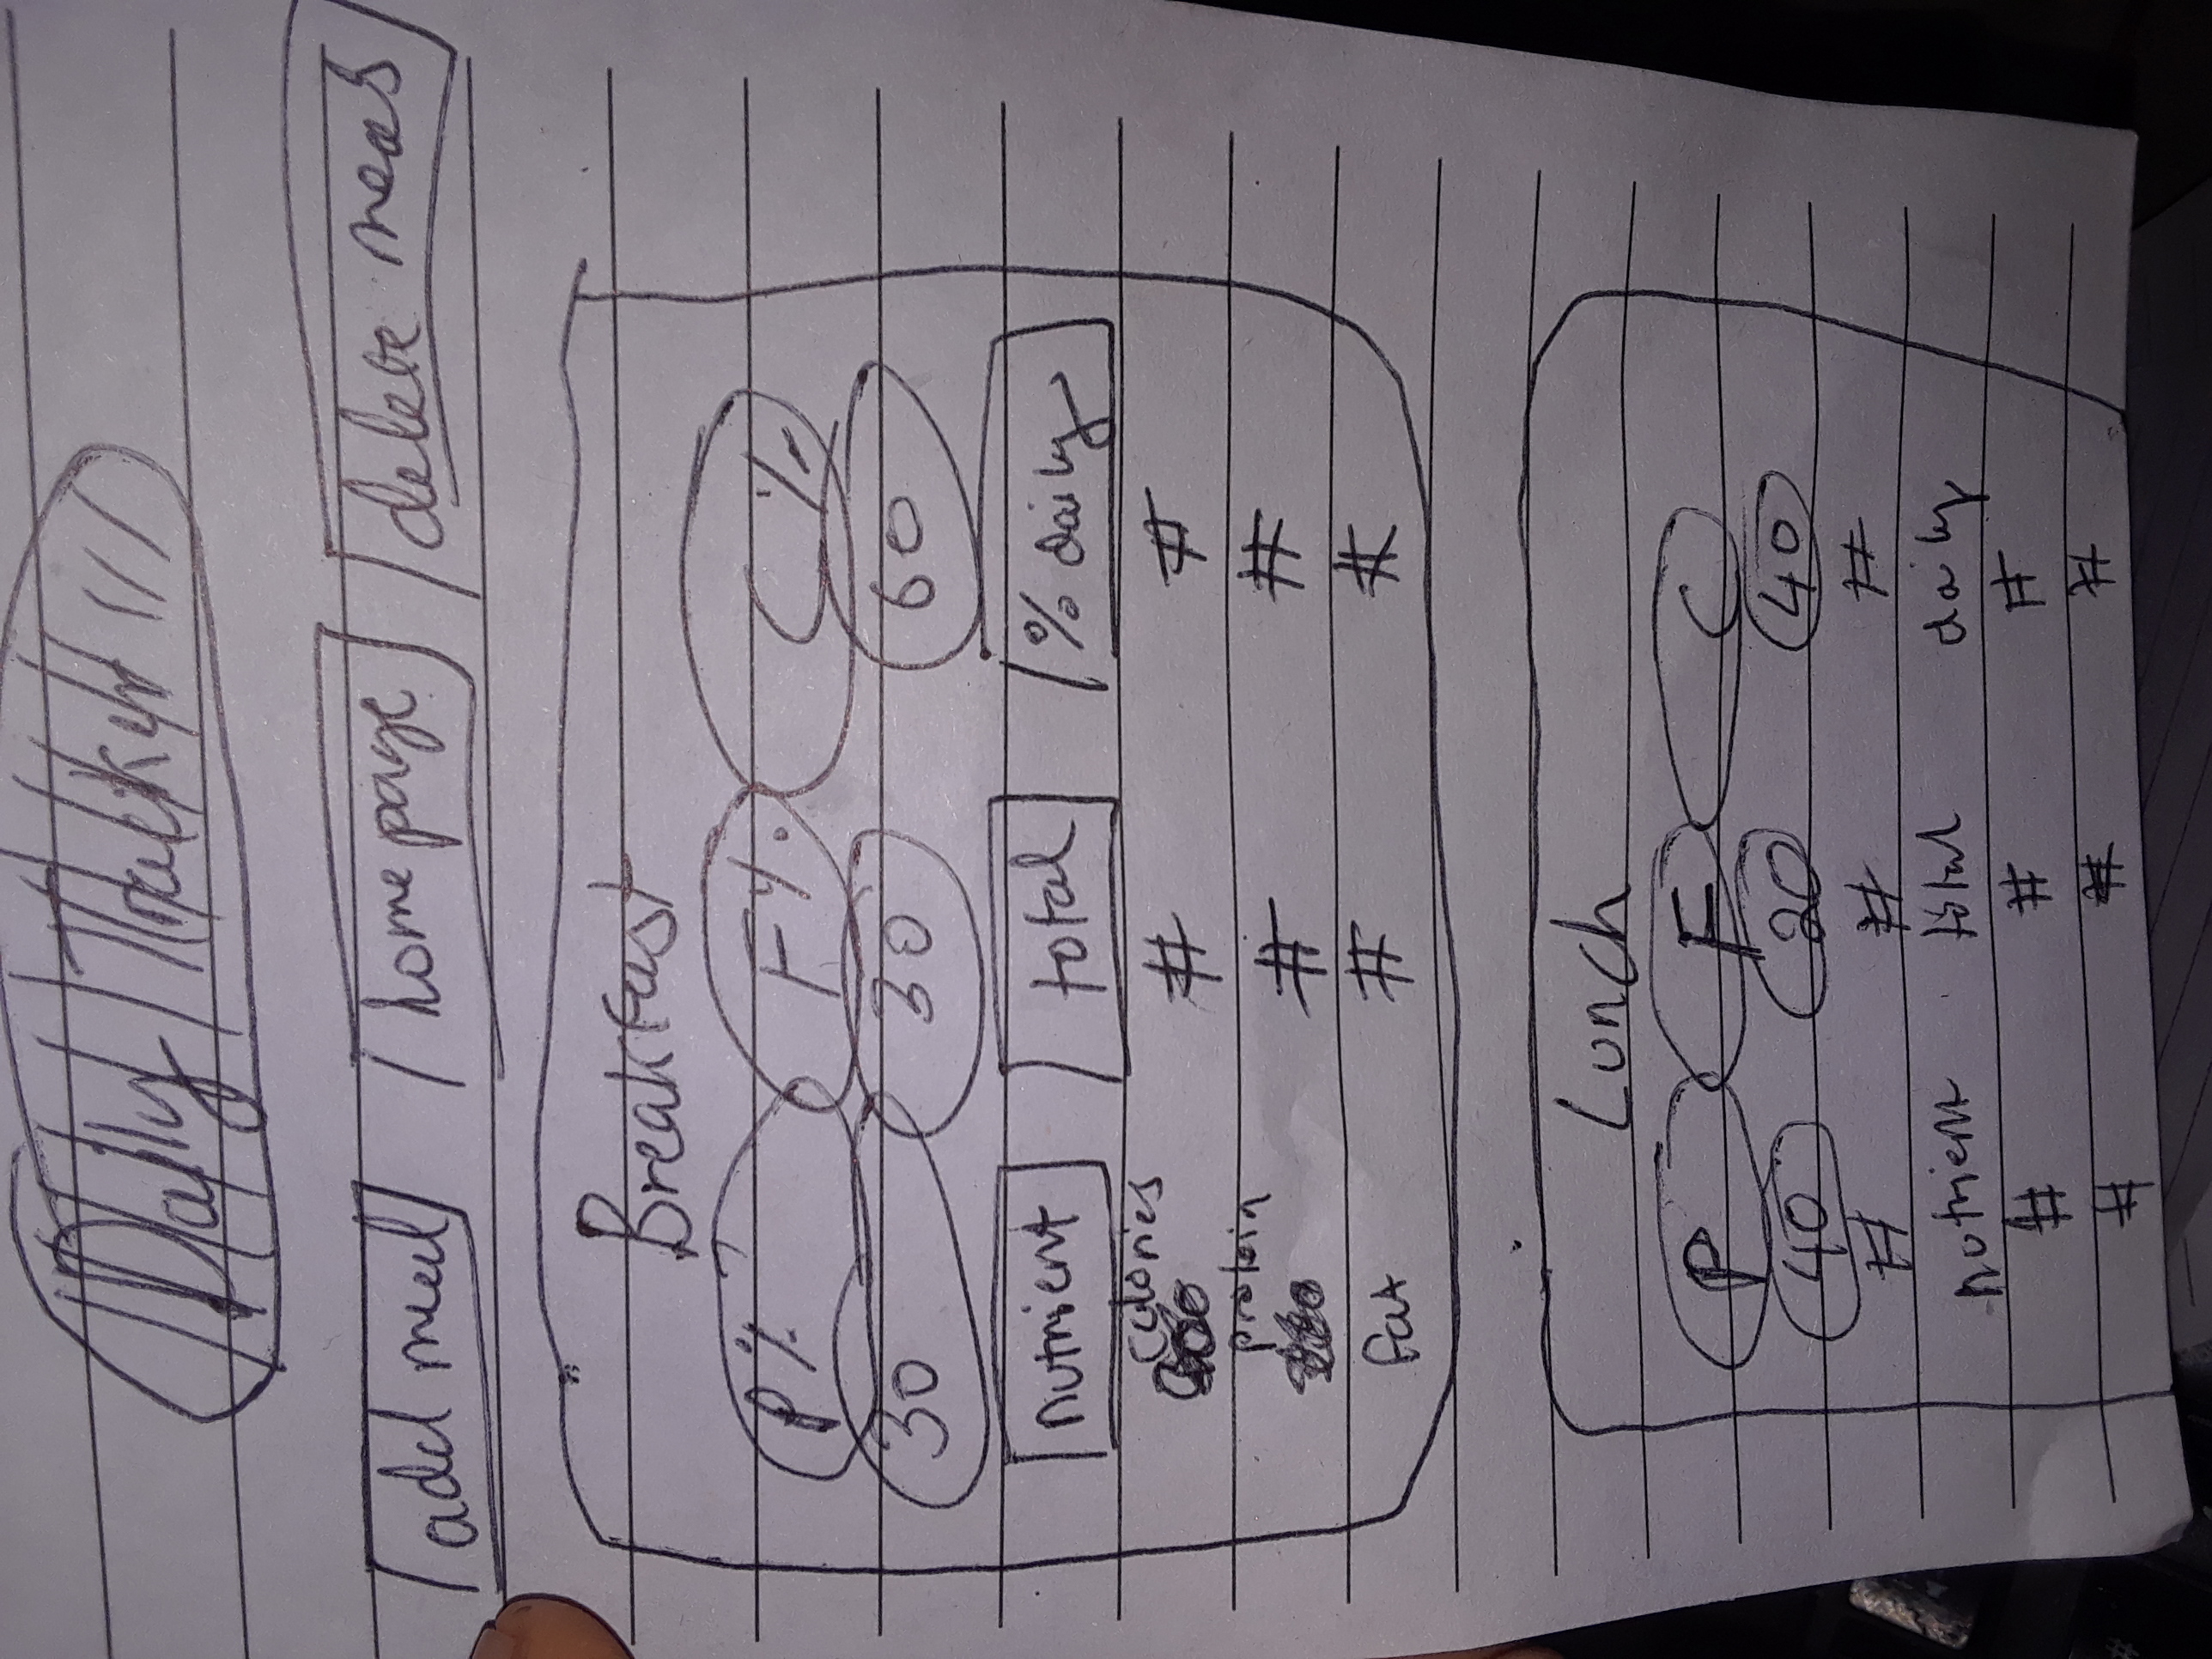 Daily Tracker
add meal home page delete meals
Breakfast
P% F% C%
30 30 60
nutrient total % daily
calories # #
protein # #
fat # #
Lunch
P F C
40 20 40
# # #
nutrient total daily
# # #
# # #